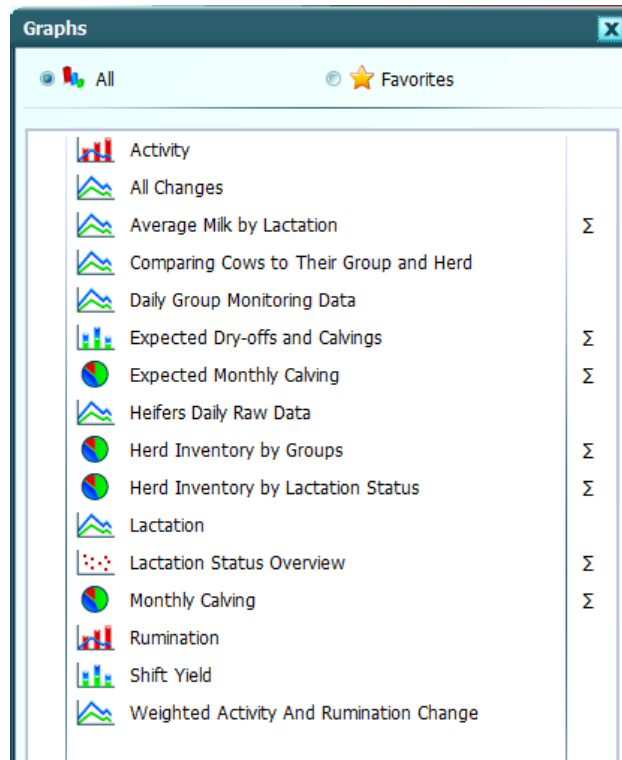 Graphs
All Favorites
Activity
All Changes
Average Milk by Lactation Σ
Comparing Cows to Their Group and Herd
Daily Group Monitoring Data
Expected Dry-offs and Calvings Σ
Expected Monthly Calving Σ
Heifers Daily Raw Data
Herd Inventory by Groups Σ
Herd Inventory by Lactation Status Σ
Lactation
Lactation Status Overview Σ
Monthly Calving Σ
Rumination
Shift Yield
Weighted Activity And Rumination Change